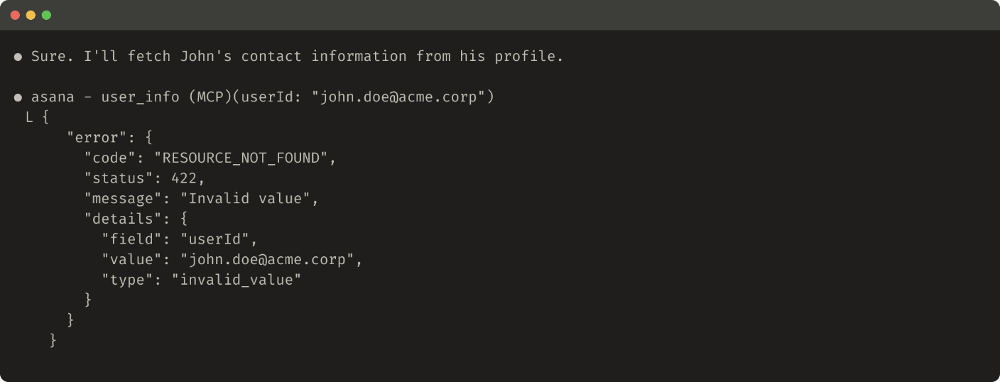 ● Sure. I'll fetch John's contact information from his profile.
● asana - user_info (MCP)(userId: "john.doe@acme.corp")
└ {
"error": {
"code": "RESOURCE_NOT_FOUND",
"status": 422,
"message": "Invalid value",
"details": {
"field": "userId",
"value": "john.doe@acme.corp",
"type": "invalid_value"
}
}
}